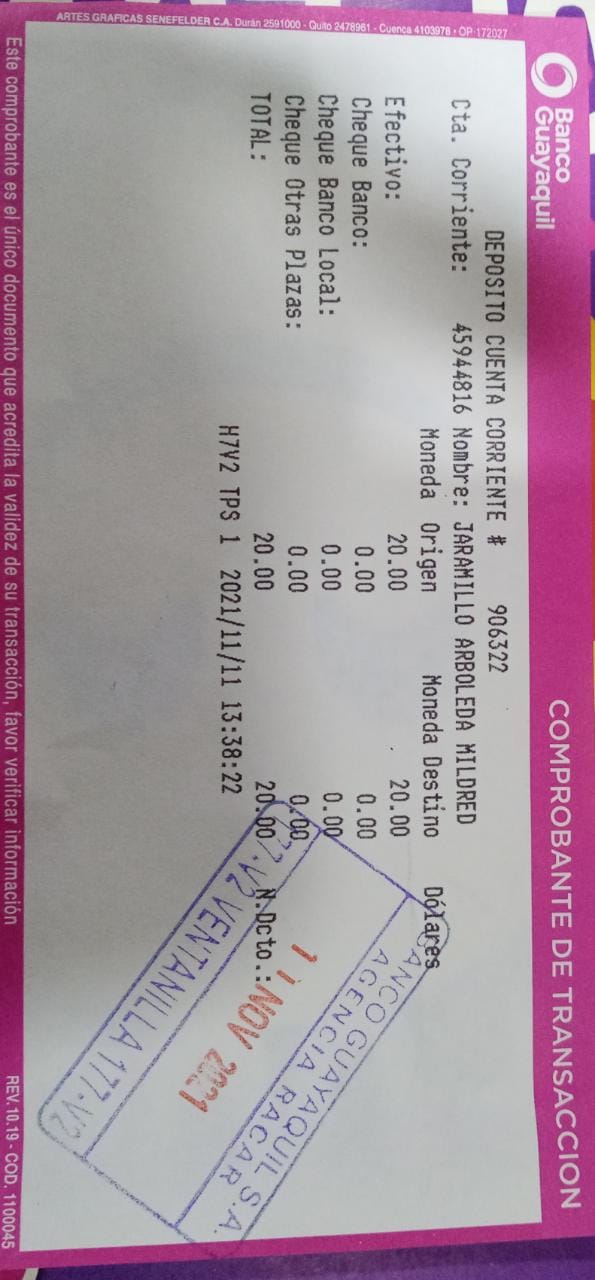 ARTES GRAFICAS SENEFELDER C.A. Durán 2591000 - Quito 2478961 - Cuenca 4103978 • OP·172027
Banco
Guayaquil
COMPROBANTE DE TRANSACCION
DEPOSITO CUENTA CORRIENTE # 906322
Cta. Corriente: 45944816 Nombre: JARAMILLO ARBOLEDA MILDRED
Moneda Origen Moneda Destino Dólares
Efectivo: 20.00 20.00
Cheque Banco: 0.00 0.00
Cheque Banco Local: 0.00 0.00
Cheque Otras Plazas: 0.00 0.00
TOTAL: 20.00 20.00 N.Dcto.:
H7V2 TPS 1 2021/11/11 13:38:22
BANCO GUAYAQUIL S.A.
AGENCIA RACAR
11 NOV 2021
77-V2 VENTANILLA 177-V2
Este comprobante es el único documento que acredita la validez de su transacción, favor verificar información
REV.10.19 - COD. 1100045